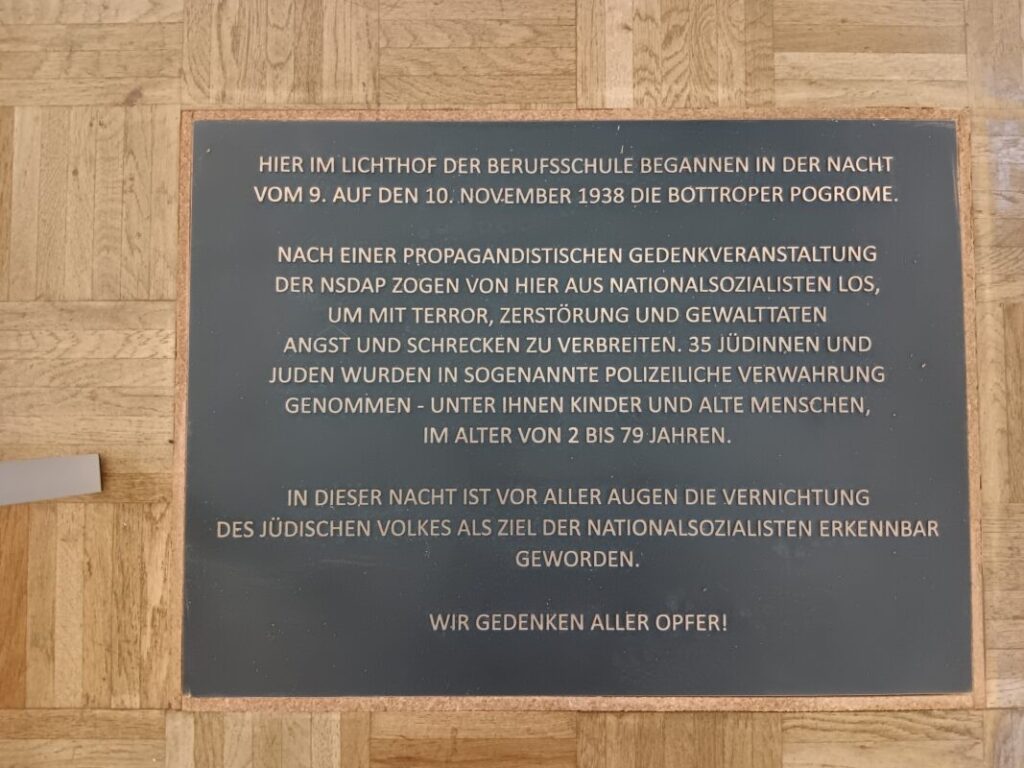 HIER IM LICHTHOF DER BERUFSSCHULE BEGANNEN IN DER NACHT
VOM 9. AUF DEN 10. NOVEMBER 1938 DIE BOTTROPER POGROME.
NACH EINER PROPAGANDISTISCHEN GEDENKVERANSTALTUNG
DER NSDAP ZOGEN VON HIER AUS NATIONALSOZIALISTEN LOS,
UM MIT TERROR, ZERSTÖRUNG UND GEWALTTATEN
ANGST UND SCHRECKEN ZU VERBREITEN. 35 JÜDINNEN UND
JUDEN WURDEN IN SOGENANNTE POLIZEILICHE VERWAHRUNG
GENOMMEN - UNTER IHNEN KINDER UND ALTE MENSCHEN,
IM ALTER VON 2 BIS 79 JAHREN.
IN DIESER NACHT IST VOR ALLER AUGEN DIE VERNICHTUNG
DES JÜDISCHEN VOLKES ALS ZIEL DER NATIONALSOZIALISTEN ERKENNBAR
GEWORDEN.
WIR GEDENKEN ALLER OPFER!